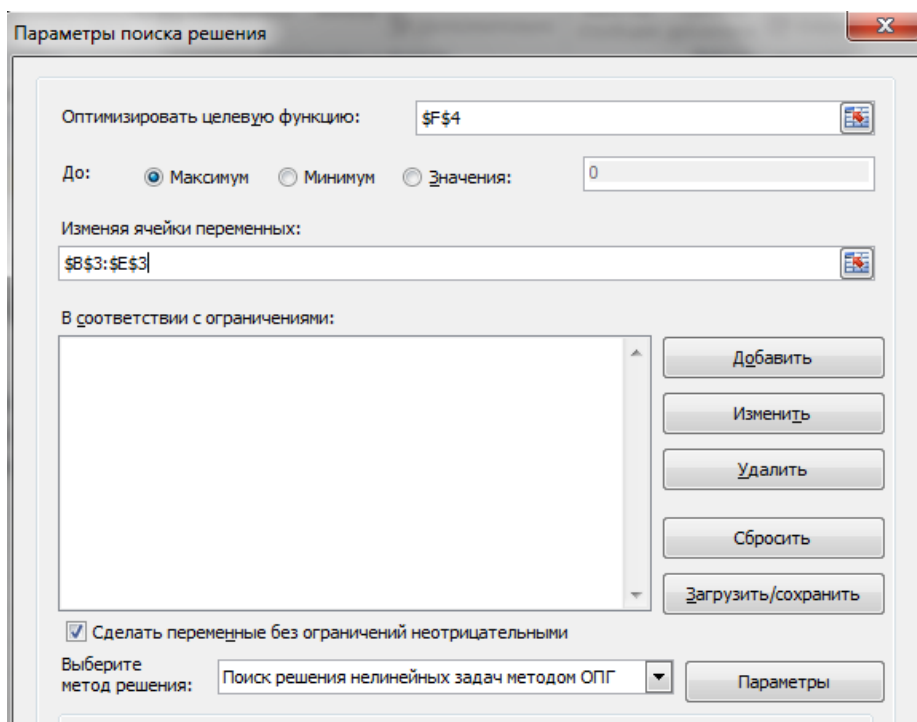 Параметры поиска решения
Оптимизировать целевую функцию: $F$4
До: Максимум Минимум Значения: 0
Изменяя ячейки переменных:
$B$3:$E$3
В соответствии с ограничениями:
Добавить
Изменить
Удалить
Сбросить
Загрузить/сохранить
Сделать переменные без ограничений неотрицательными
Выберите
метод решения: Поиск решения нелинейных задач методом ОПГ Параметры